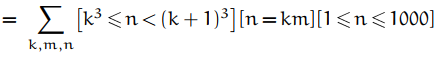 = ∑ [k³ ⩽ n < (k + 1)³][n = km][1 ⩽ n ⩽ 1000]
k,m,n